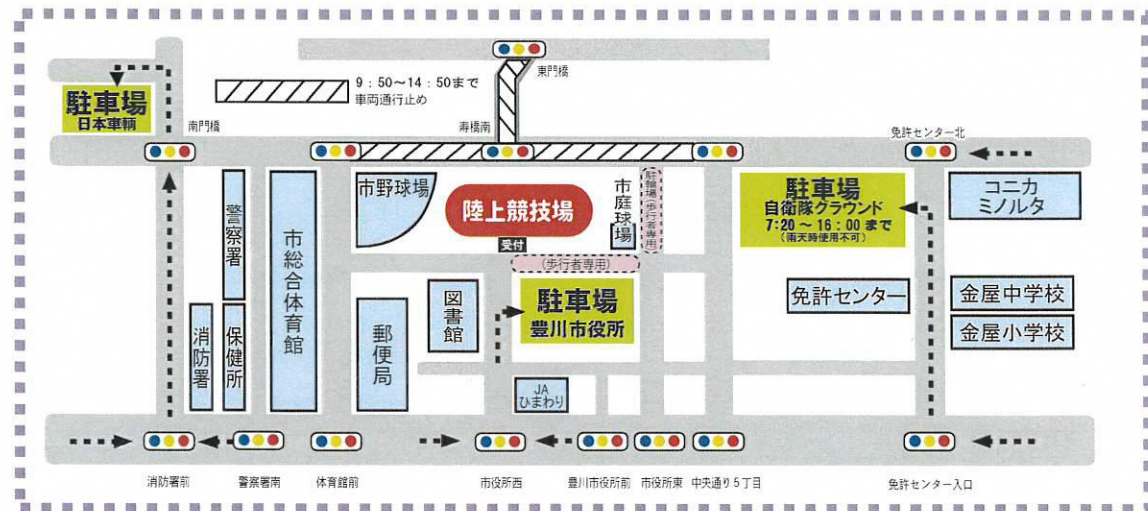 東門橋
9：50～14：50まで
車両通行止め
駐車場
日本車輌
南門橋
寿橋南
免許センター北
市野球場
陸上競技場
受付
市庭球場
駐輪場(歩行者専用)
駐車場
自衛隊グラウンド
7:20～16:00まで
(雨天時使用不可)
コニカ
ミノルタ
警察署
市総合体育館
(歩行者専用)
図書館
駐車場
豊川市役所
免許センター
金屋中学校
金屋小学校
消防署
保健所
郵便局
JA
ひまわり
消防署前
警察署南
体育館前
市役所西
豊川市役所前
市役所東
中央通り5丁目
免許センター入口